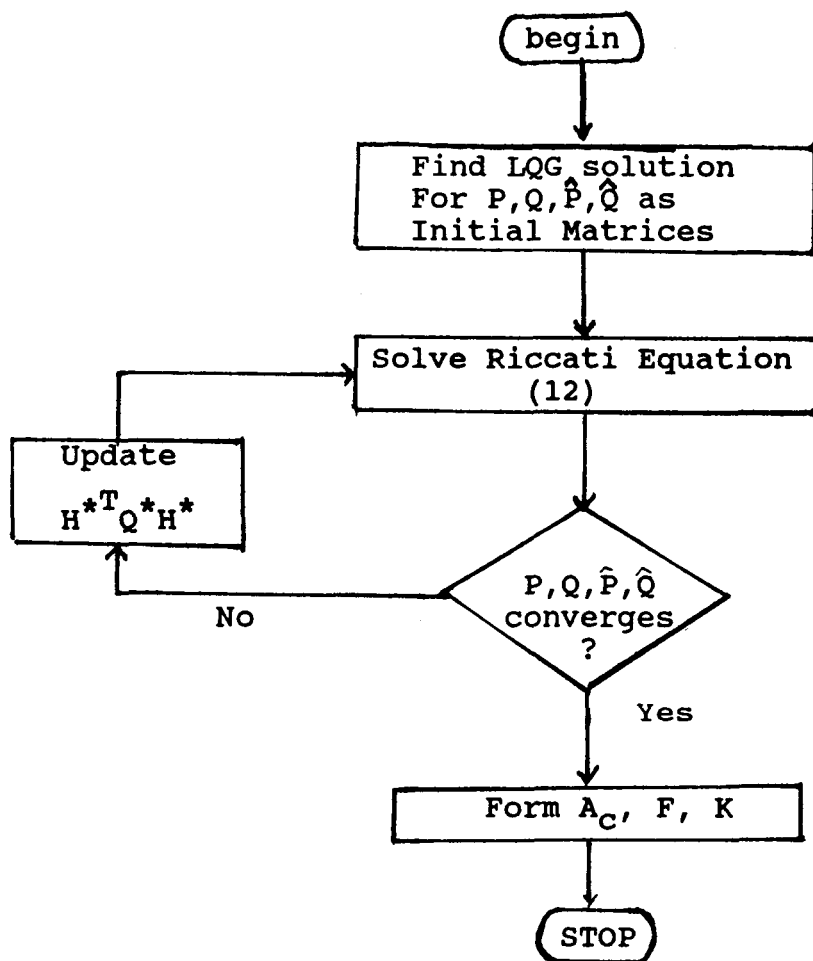 begin
Find LQG solution
For P,Q,P̂,Q̂ as
Initial Matrices
Solve Riccati Equation
(12)
Update
H*ᵀQ*H*
P,Q,P̂,Q̂
converges
?
No
Yes
Form A_C, F, K
STOP